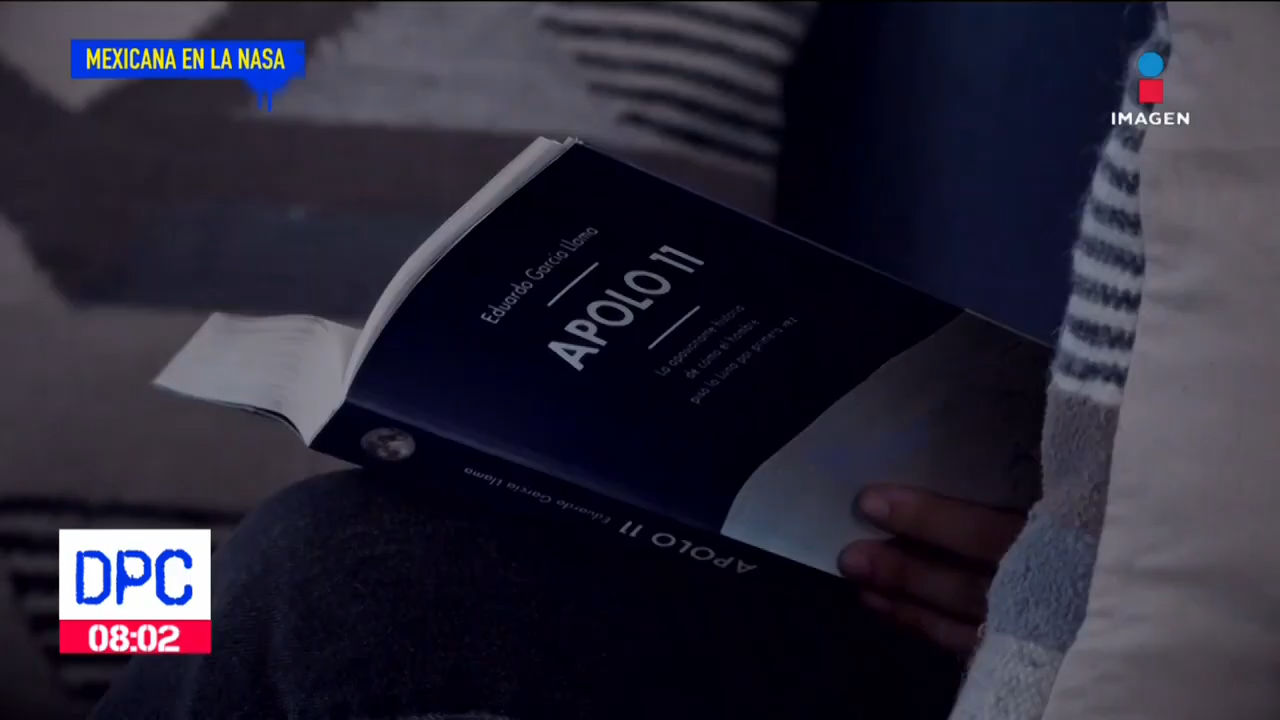 MEXICANA EN LA NASA
IMAGEN
Eduardo García Llama
APOLO 11
La apasionante historia
de cómo el hombre
pisó la Luna por primera vez
APOLO 11 Eduardo García Llama
DPC
08:02